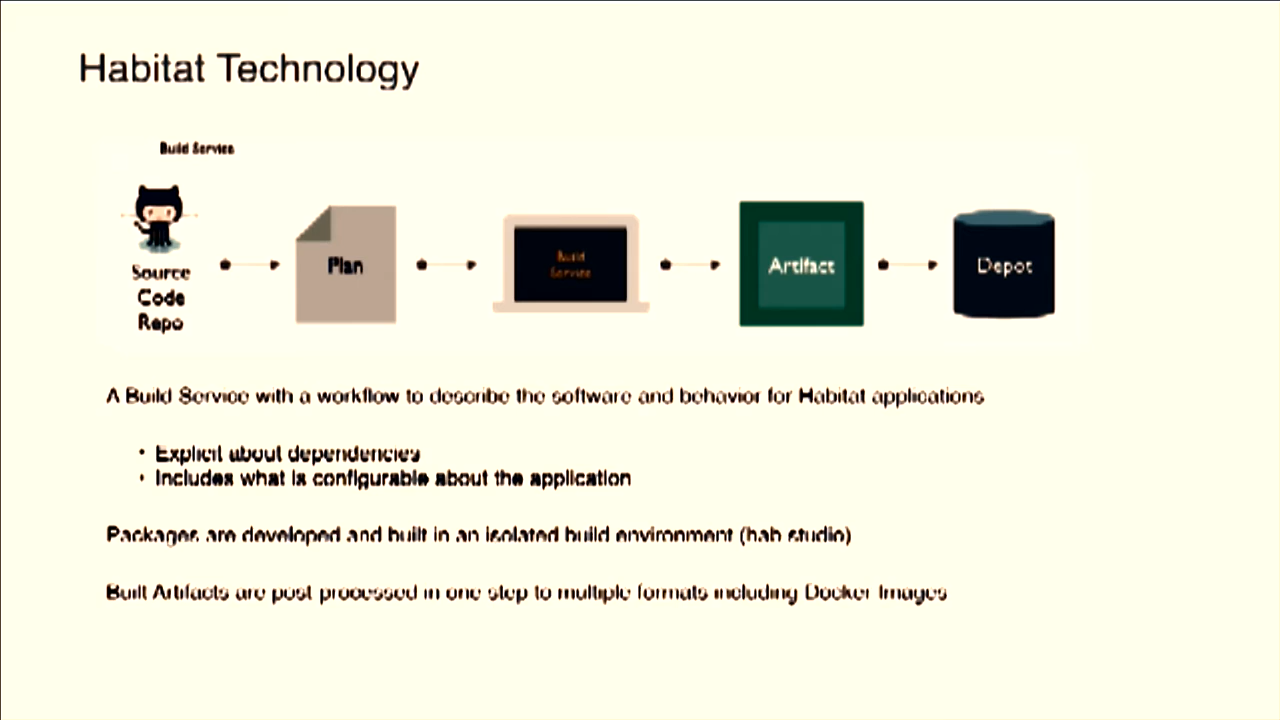 Habitat Technology
Build Service
Source
Code
Repo
Plan
Build
Service
Artifact
Depot
A Build Service with a workflow to describe the software and behavior for Habitat applications
• Explicit about dependencies
• Includes what is configurable about the application
Packages are developed and built in an isolated build environment (hab studio)
Built Artifacts are post processed in one step to multiple formats including Docker Images